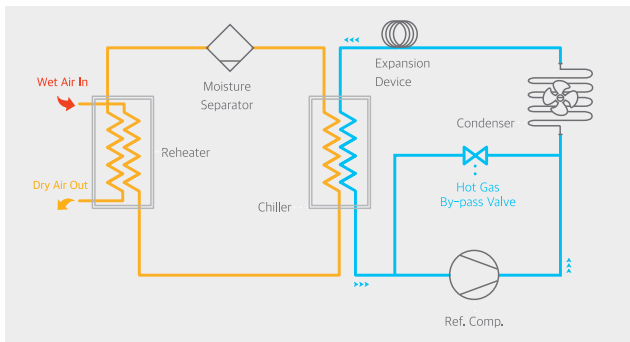 Wet Air In
Dry Air Out
Reheater
Moisture
Separator
Chiller
Expansion
Device
Condenser
Hot Gas
By-pass Valve
Ref. Comp.